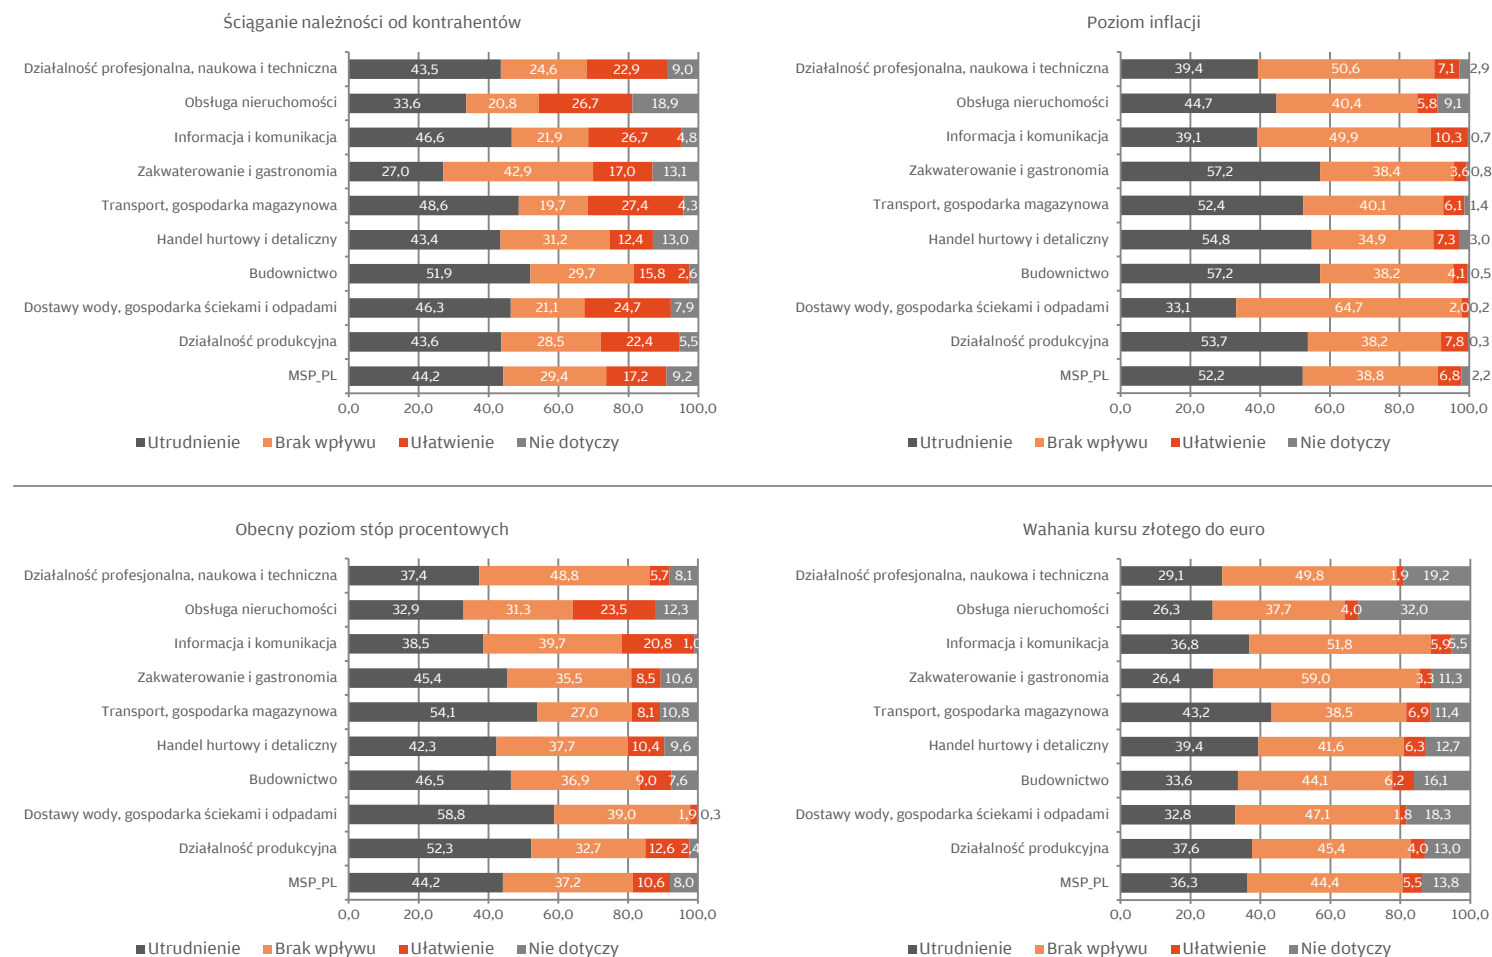 Ściąganie należności od kontrahentów
Działalność profesjonalna, naukowa i techniczna 43,5 24,6 22,9 9,0
Obsługa nieruchomości 33,6 20,8 26,7 18,9
Informacja i komunikacja 46,6 21,9 26,7 4,8
Zakwaterowanie i gastronomia 27,0 42,9 17,0 13,1
Transport, gospodarka magazynowa 48,6 19,7 27,4 4,3
Handel hurtowy i detaliczny 43,4 31,2 12,4 13,0
Budownictwo 51,9 29,7 15,8 2,6
Dostawy wody, gospodarka ściekami i odpadami 46,3 21,1 24,7 7,9
Działalność produkcyjna 43,6 28,5 22,4 5,5
MSP_PL 44,2 29,4 17,2 9,2
0,0 20,0 40,0 60,0 80,0 100,0
Utrudnienie Brak wpływu Ułatwienie Nie dotyczy
Poziom inflacji
Działalność profesjonalna, naukowa i techniczna 39,4 50,6 7,1 2,9
Obsługa nieruchomości 44,7 40,4 5,8 9,1
Informacja i komunikacja 39,1 49,9 10,3 0,7
Zakwaterowanie i gastronomia 57,2 38,4 3,6 0,8
Transport, gospodarka magazynowa 52,4 40,1 6,1 1,4
Handel hurtowy i detaliczny 54,8 34,9 7,3 3,0
Budownictwo 57,2 38,2 4,1 0,5
Dostawy wody, gospodarka ściekami i odpadami 33,1 64,7 2,0 0,2
Działalność produkcyjna 53,7 38,2 7,8 0,3
MSP_PL 52,2 38,8 6,8 2,2
0,0 20,0 40,0 60,0 80,0 100,0
Utrudnienie Brak wpływu Ułatwienie Nie dotyczy
Obecny poziom stóp procentowych
Działalność profesjonalna, naukowa i techniczna 37,4 48,8 5,7 8,1
Obsługa nieruchomości 32,9 31,3 23,5 12,3
Informacja i komunikacja 38,5 39,7 20,8 1,0
Zakwaterowanie i gastronomia 45,4 35,5 8,5 10,6
Transport, gospodarka magazynowa 54,1 27,0 8,1 10,8
Handel hurtowy i detaliczny 42,3 37,7 10,4 9,6
Budownictwo 46,5 36,9 9,0 7,6
Dostawy wody, gospodarka ściekami i odpadami 58,8 39,0 1,9 0,3
Działalność produkcyjna 52,3 32,7 12,6 2,4
MSP_PL 44,2 37,2 10,6 8,0
0,0 20,0 40,0 60,0 80,0 100,0
Utrudnienie Brak wpływu Ułatwienie Nie dotyczy
Wahania kursu złotego do euro
Działalność profesjonalna, naukowa i techniczna 29,1 49,8 1,9 19,2
Obsługa nieruchomości 26,3 37,7 4,0 32,0
Informacja i komunikacja 36,8 51,8 5,9 5,5
Zakwaterowanie i gastronomia 26,4 59,0 3,3 11,3
Transport, gospodarka magazynowa 43,2 38,5 6,9 11,4
Handel hurtowy i detaliczny 39,4 41,6 6,3 12,7
Budownictwo 33,6 44,1 6,2 16,1
Dostawy wody, gospodarka ściekami i odpadami 32,8 47,1 1,8 18,3
Działalność produkcyjna 37,6 45,4 4,0 13,0
MSP_PL 36,3 44,4 5,5 13,8
0,0 20,0 40,0 60,0 80,0 100,0
Utrudnienie Brak wpływu Ułatwienie Nie dotyczy